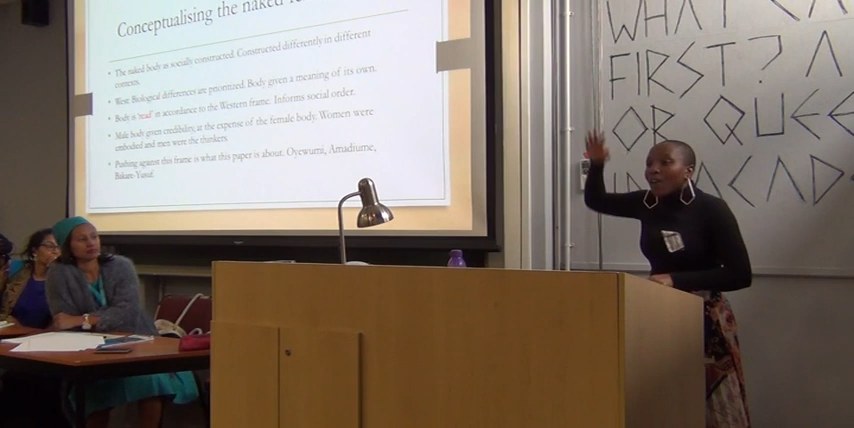 Conceptualising the naked
• The naked body as socially constructed. Constructed differently in different
contexts.
• West: Biological differences are prioritized. Body given a meaning of its own.
• Body is 'read' in accordance to the Western frame. Informs social order.
• Male body given credibility, at the expense of the female body. Women were
embodied and men were the thinkers.
• Pushing against this frame is what this paper is about. Oyewumi, Amadiume,
Bakare-Yusuf.
WHAT CA
FIRST? A
OR QUEE
IN ACAD